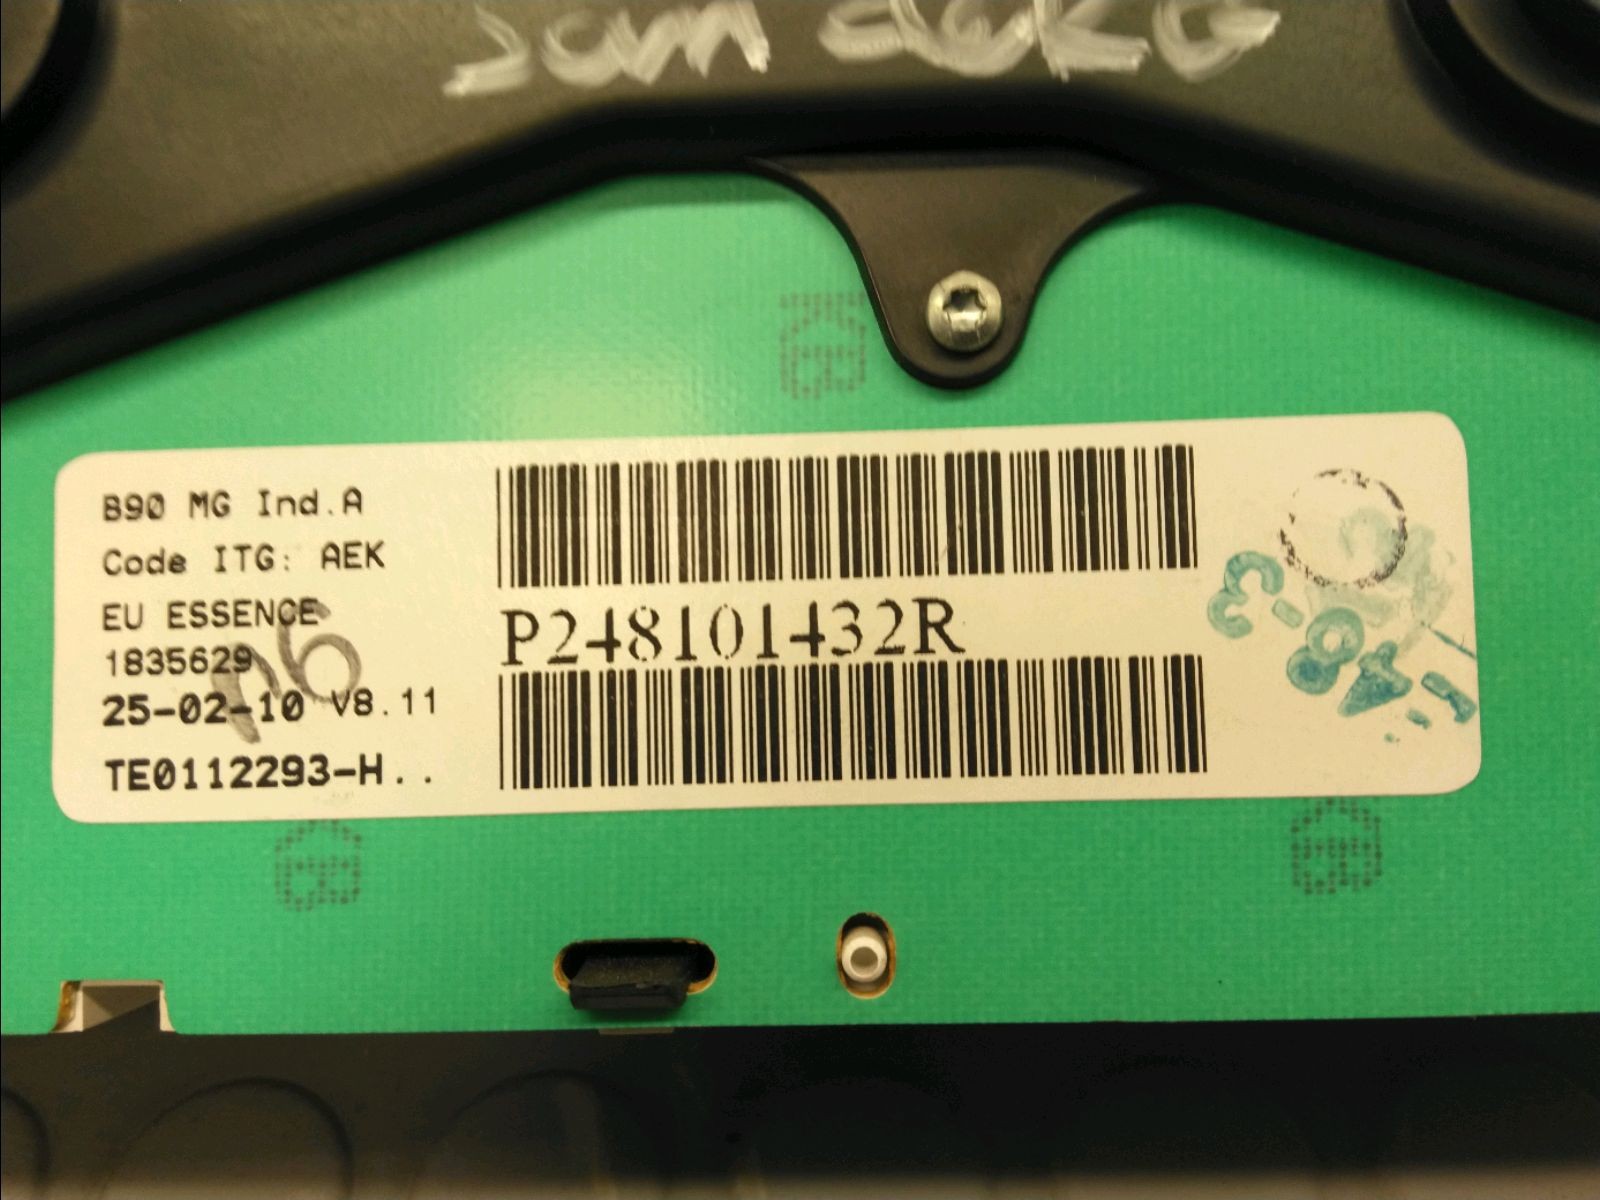 B90 MG Ind.A
Code ITG: AEK
EU ESSENCE
1835629
25-02-10 V8.11
TE0112293-H..
P248101432R